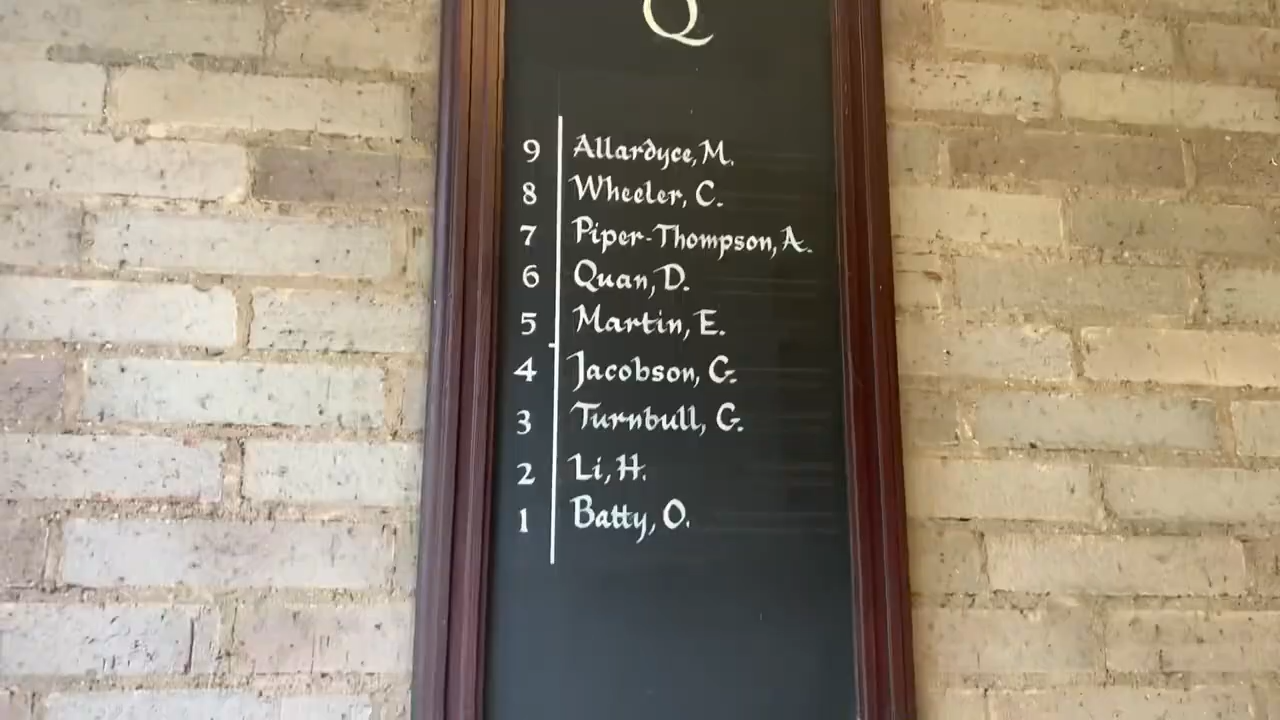 Q
9 Allardyce, M.
8 Wheeler, C.
7 Piper-Thompson, A.
6 Quan, D.
5 Martin, E.
4 Jacobson, G.
3 Turnbull, G.
2 Li, H.
1 Batty, O.